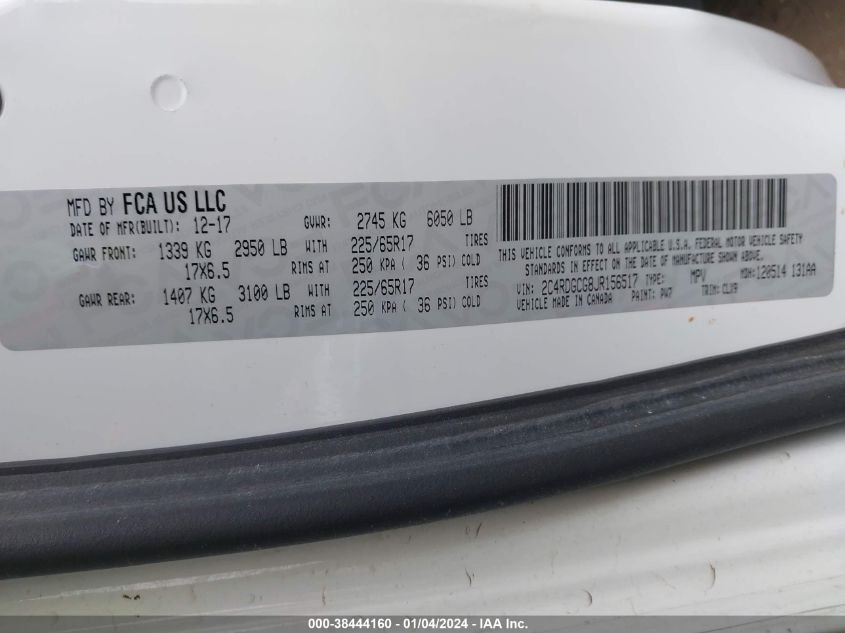 MFD BY FCA US LLC
DATE OF MFR(BUILT): 12-17 GVWR: 2745 KG 6050 LB
GAWR FRONT: 1339 KG 2950 LB WITH 225/65R17 TIRES
17X6.5 RIMS AT 250 KPA ( 36 PSI) COLD
GAWR REAR: 1407 KG 3100 LB WITH 225/65R17 TIRES
17X6.5 RIMS AT 250 KPA ( 36 PSI) COLD
THIS VEHICLE CONFORMS TO ALL APPLICABLE U.S.A. FEDERAL MOTOR VEHICLE SAFETY
STANDARDS IN EFFECT ON THE DATE OF MANUFACTURE SHOWN ABOVE.
VIN: 2C4RDGCG8JR156517 TYPE: MPV MDH: 120514 131AA
VEHICLE MADE IN CANADA PAINT: PW7 TRIM: CLX9
000-38444160 - 01/04/2024 - IAA Inc.